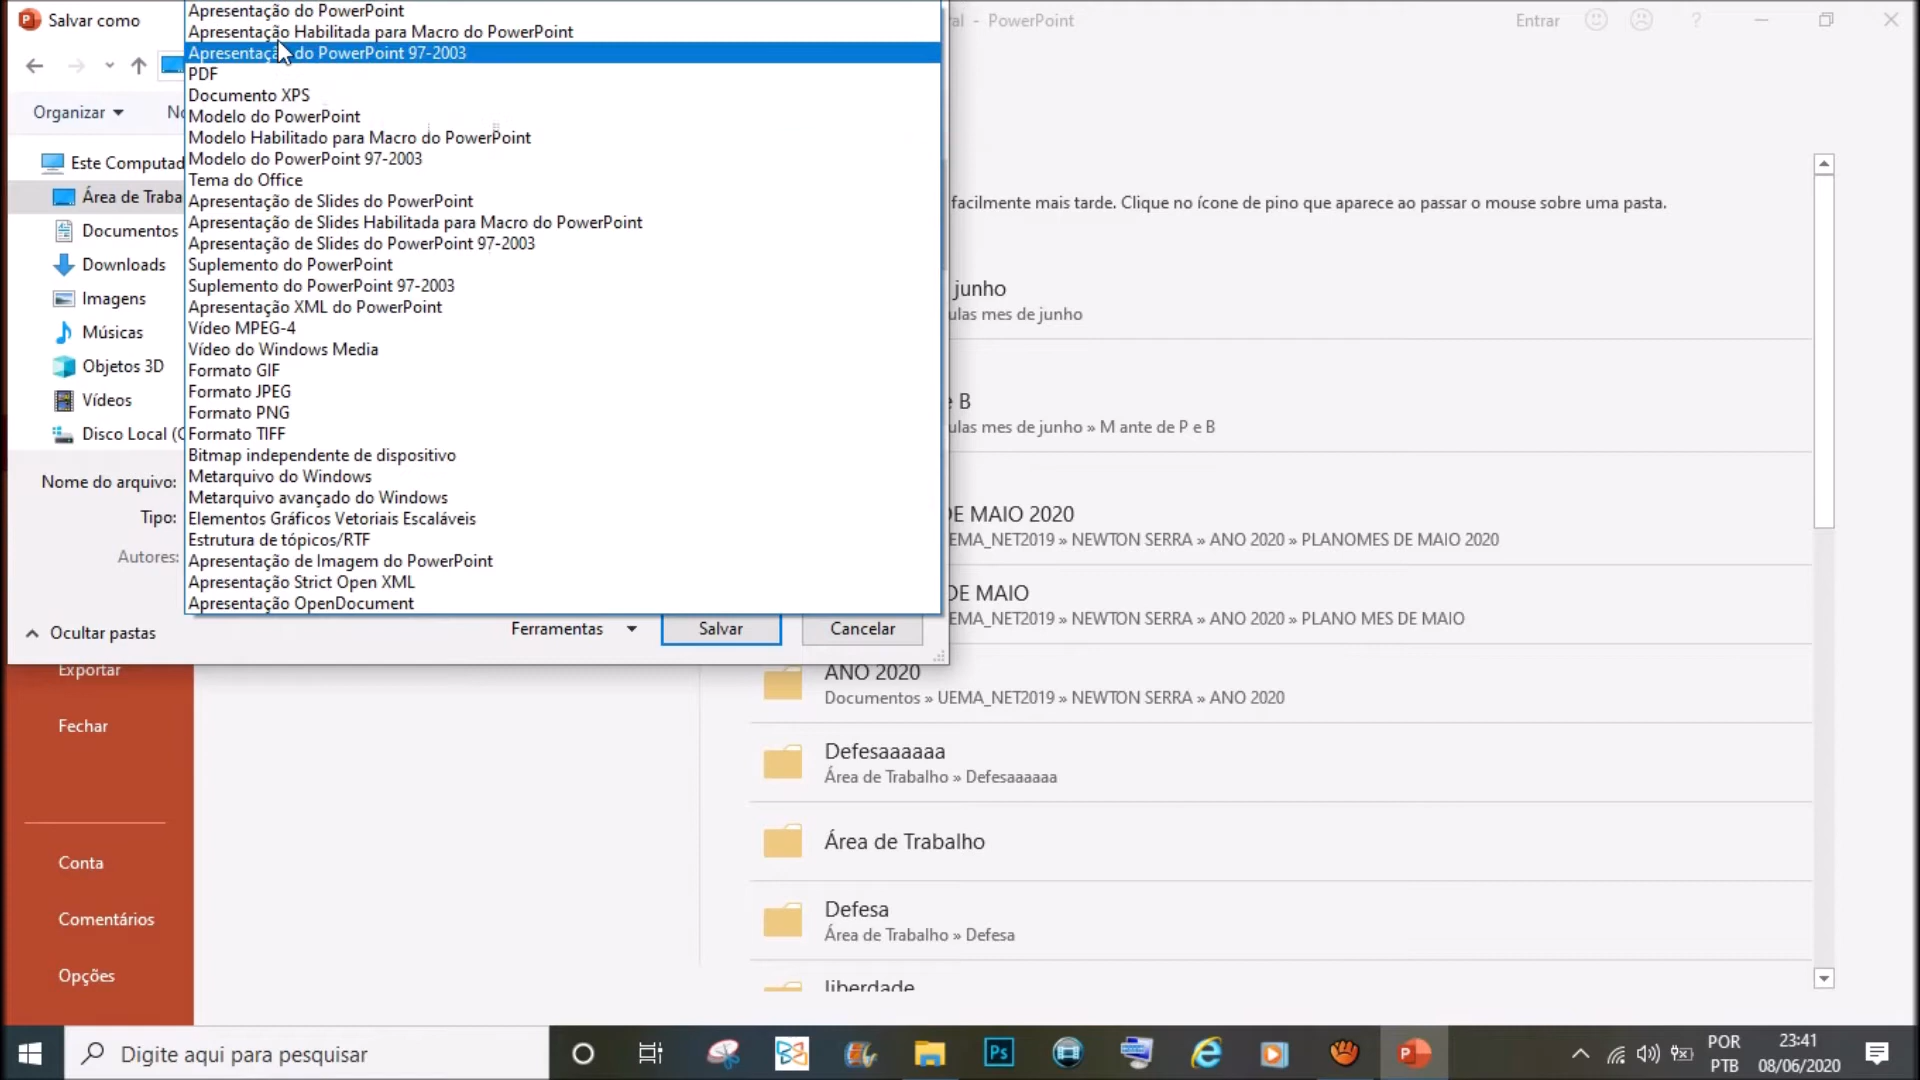 Salvar como
al - PowerPoint
Entrar
?
Organizar
Este Computad
Área de Traba
Documentos
Downloads
Imagens
Músicas
Objetos 3D
Vídeos
Disco Local (
Nome do arquivo:
Tipo:
Autores:
Ocultar pastas
Apresentação do PowerPoint
Apresentação Habilitada para Macro do PowerPoint
Apresentação do PowerPoint 97-2003
PDF
Documento XPS
Modelo do PowerPoint
Modelo Habilitado para Macro do PowerPoint
Modelo do PowerPoint 97-2003
Tema do Office
Apresentação de Slides do PowerPoint
Apresentação de Slides Habilitada para Macro do PowerPoint
Apresentação de Slides do PowerPoint 97-2003
Suplemento do PowerPoint
Suplemento do PowerPoint 97-2003
Apresentação XML do PowerPoint
Vídeo MPEG-4
Vídeo do Windows Media
Formato GIF
Formato JPEG
Formato PNG
Formato TIFF
Bitmap independente de dispositivo
Metarquivo do Windows
Metarquivo avançado do Windows
Elementos Gráficos Vetoriais Escaláveis
Estrutura de tópicos/RTF
Apresentação de Imagem do PowerPoint
Apresentação Strict Open XML
Apresentação OpenDocument
Ferramentas
Salvar
Cancelar
Exportar
Fechar
Conta
Comentários
Opções
facilmente mais tarde. Clique no ícone de pino que aparece ao passar o mouse sobre uma pasta.
junho
ulas mes de junho
e B
ulas mes de junho » M ante de P e B
DE MAIO 2020
EMA_NET2019 » NEWTON SERRA » ANO 2020 » PLANOMES DE MAIO 2020
DE MAIO
EMA_NET2019 » NEWTON SERRA » ANO 2020 » PLANO MES DE MAIO
ANO 2020
Documentos » UEMA_NET2019 » NEWTON SERRA » ANO 2020
Defesaaaaaa
Área de Trabalho » Defesaaaaaa
Área de Trabalho
Defesa
Área de Trabalho » Defesa
liberdade
Digite aqui para pesquisar
Ps
POR
PTB
23:41
08/06/2020